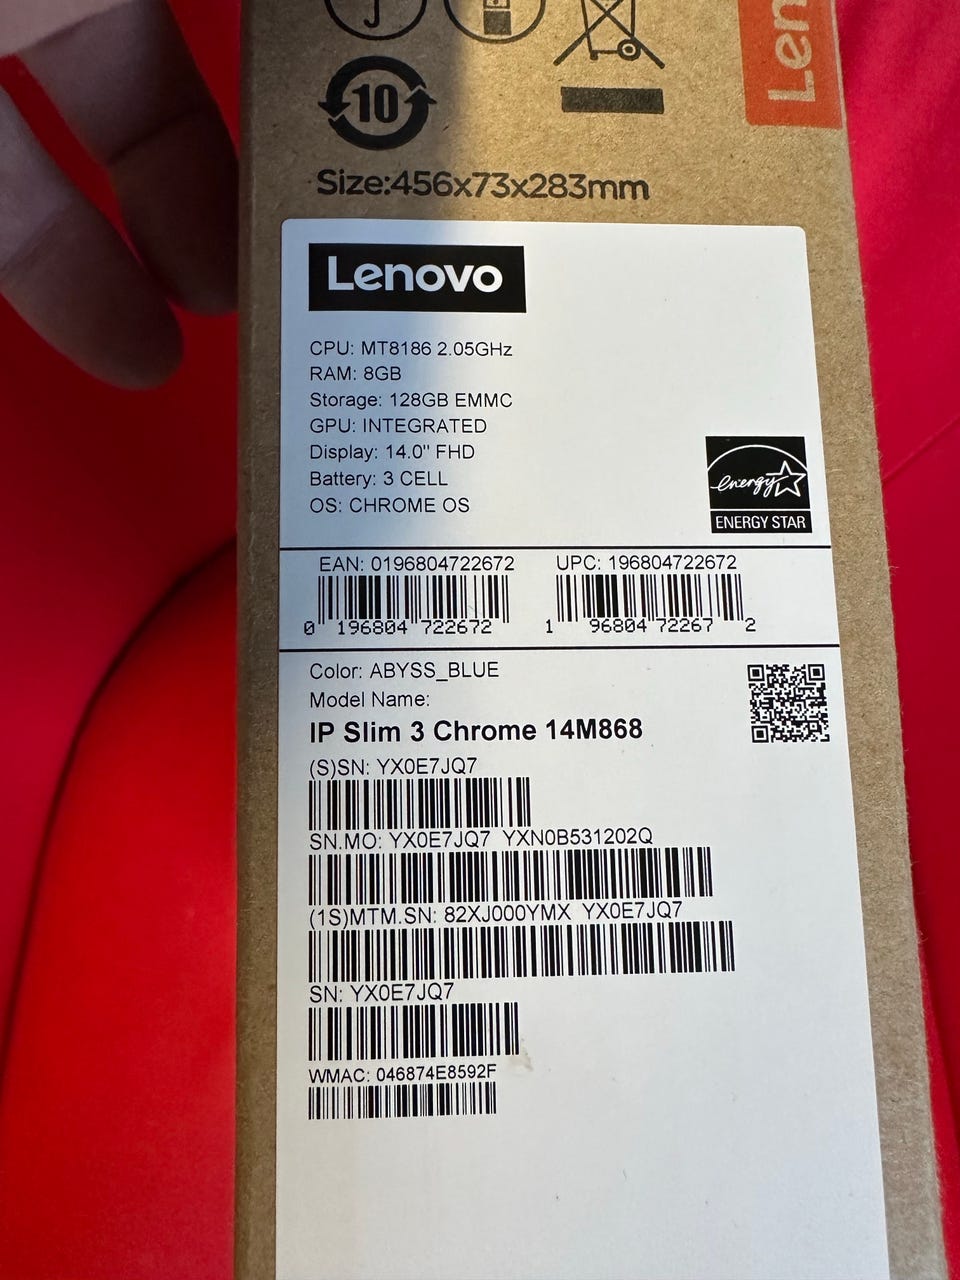 Len
10
Size:456x73x283mm
Lenovo
CPU: MT8186 2.05GHz
RAM: 8GB
Storage: 128GB EMMC
GPU: INTEGRATED
Display: 14.0" FHD
Battery: 3 CELL
OS: CHROME OS
energy
ENERGY STAR
EAN: 0196804722672
UPC: 196804722672
0 196804 722672
1 96804 72267 2
Color: ABYSS_BLUE
Model Name:
IP Slim 3 Chrome 14M868
(S)SN: YX0E7JQ7
SN.MO: YX0E7JQ7 YXN0B531202Q
(1S)MTM.SN: 82XJ000YMX YX0E7JQ7
SN: YX0E7JQ7
WMAC: 046874E8592F